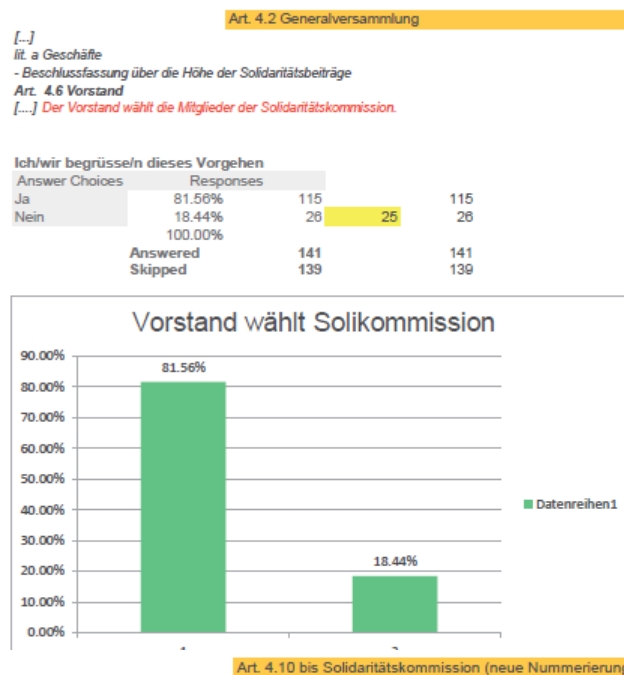 Art. 4.2 Generalversammlung
[...]
lit. a Geschäfte
- Beschlussfassung über die Höhe der Solidaritätsbeiträge
Art. 4.6 Vorstand
[....] Der Vorstand wählt die Mitglieder der Solidaritätskommission.
Ich/wir begrüsse/n dieses Vorgehen
Answer Choices Responses
Ja 81.56% 115 115
Nein 18.44% 26 25 26
100.00%
Answered 141 141
Skipped 139 139
Vorstand wählt Solikommission
90.00%
80.00%
70.00%
60.00%
50.00%
40.00%
30.00%
20.00%
10.00%
0.00%
81.56%
18.44%
Datenreihen1
Art. 4.10 bis Solidaritätskommission (neue Nummerierung